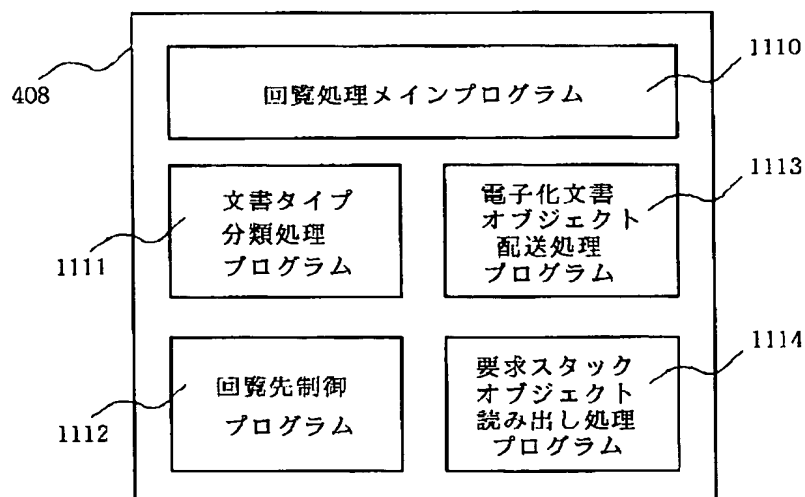 408
1110
回覧処理メインプログラム
1111
文書タイプ
分類処理
プログラム
1113
電子化文書
オブジェクト
配送処理
プログラム
1112
回覧先制御
プログラム
1114
要求スタック
オブジェクト
読み出し処理
プログラム